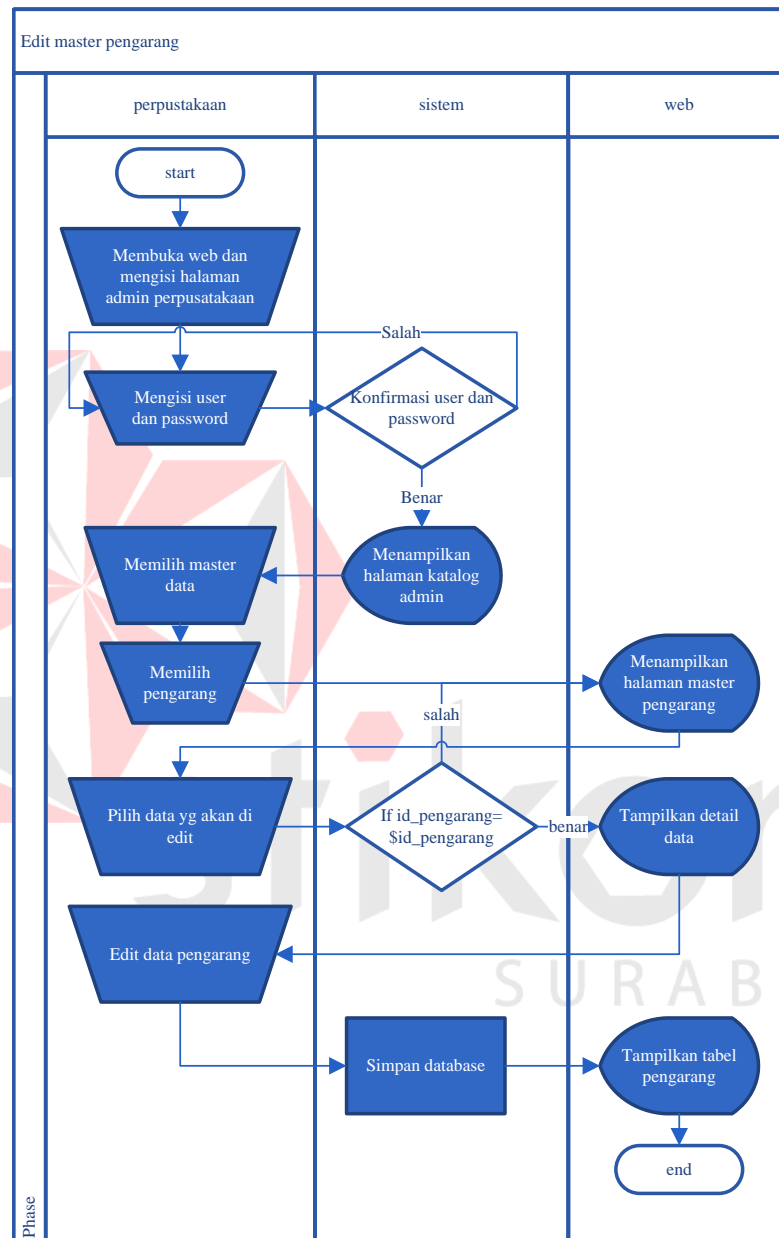 Edit master pengarang
perpustakaan
sistem
web
start
Membuka web dan
mengisi halaman
admin perpusatakaan
Salah
Mengisi user
dan password
Konfirmasi user dan
password
Benar
Memilih master
data
Menampilkan
halaman katalog
admin
Memilih
pengarang
Menampilkan
halaman master
pengarang
salah
Pilih data yg akan di
edit
If id_pengarang=
$id_pengarang
benar
Tampilkan detail
data
Edit data pengarang
SURAB
Simpan database
Tampilkan tabel
pengarang
end
Phase